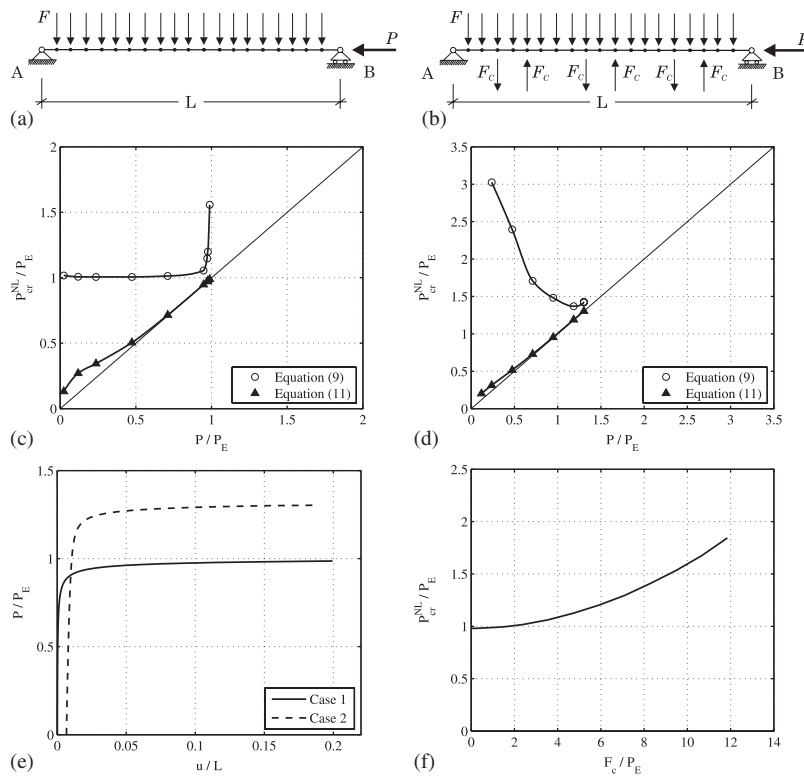 F
P
A
B
L
(a)
F
P
A
B
F_c F_c F_c F_c F_c F_c
L
(b)
2
1.5
1
0.5
0
0 0.5 1 1.5 2
P_cr^NL / P_E
P / P_E
Equation (9)
Equation (11)
(c)
3.5
3
2.5
2
1.5
1
0.5
0
0 0.5 1 1.5 2 2.5 3 3.5
P_cr^NL / P_E
P / P_E
Equation (9)
Equation (11)
(d)
1.5
1
0.5
0
0 0.05 0.1 0.15 0.2
P / P_E
u / L
Case 1
Case 2
(e)
2.5
2
1.5
1
0.5
0
0 2 4 6 8 10 12 14
P_cr^NL / P_E
F_c / P_E
(f)